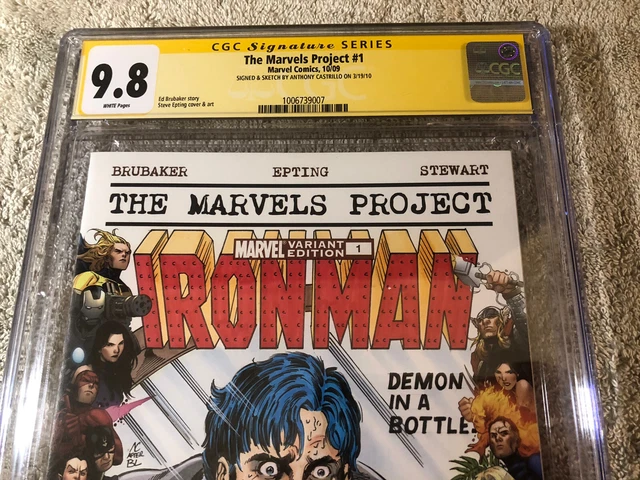 CGC Signature SERIES
The Marvels Project #1
Marvel Comics, 10/09
SIGNED & SKETCH BY ANTHONY CASTRILLO ON 3/19/10
9.8
WHITE Pages
Ed Brubaker story
Steve Epting cover & art
1006739007
CGC
BRUBAKER EPTING STEWART
THE MARVELS PROJECT
MARVEL VARIANT EDITION 1
IRON MAN
DEMON
IN A
BOTTLE!
AFTER
BL